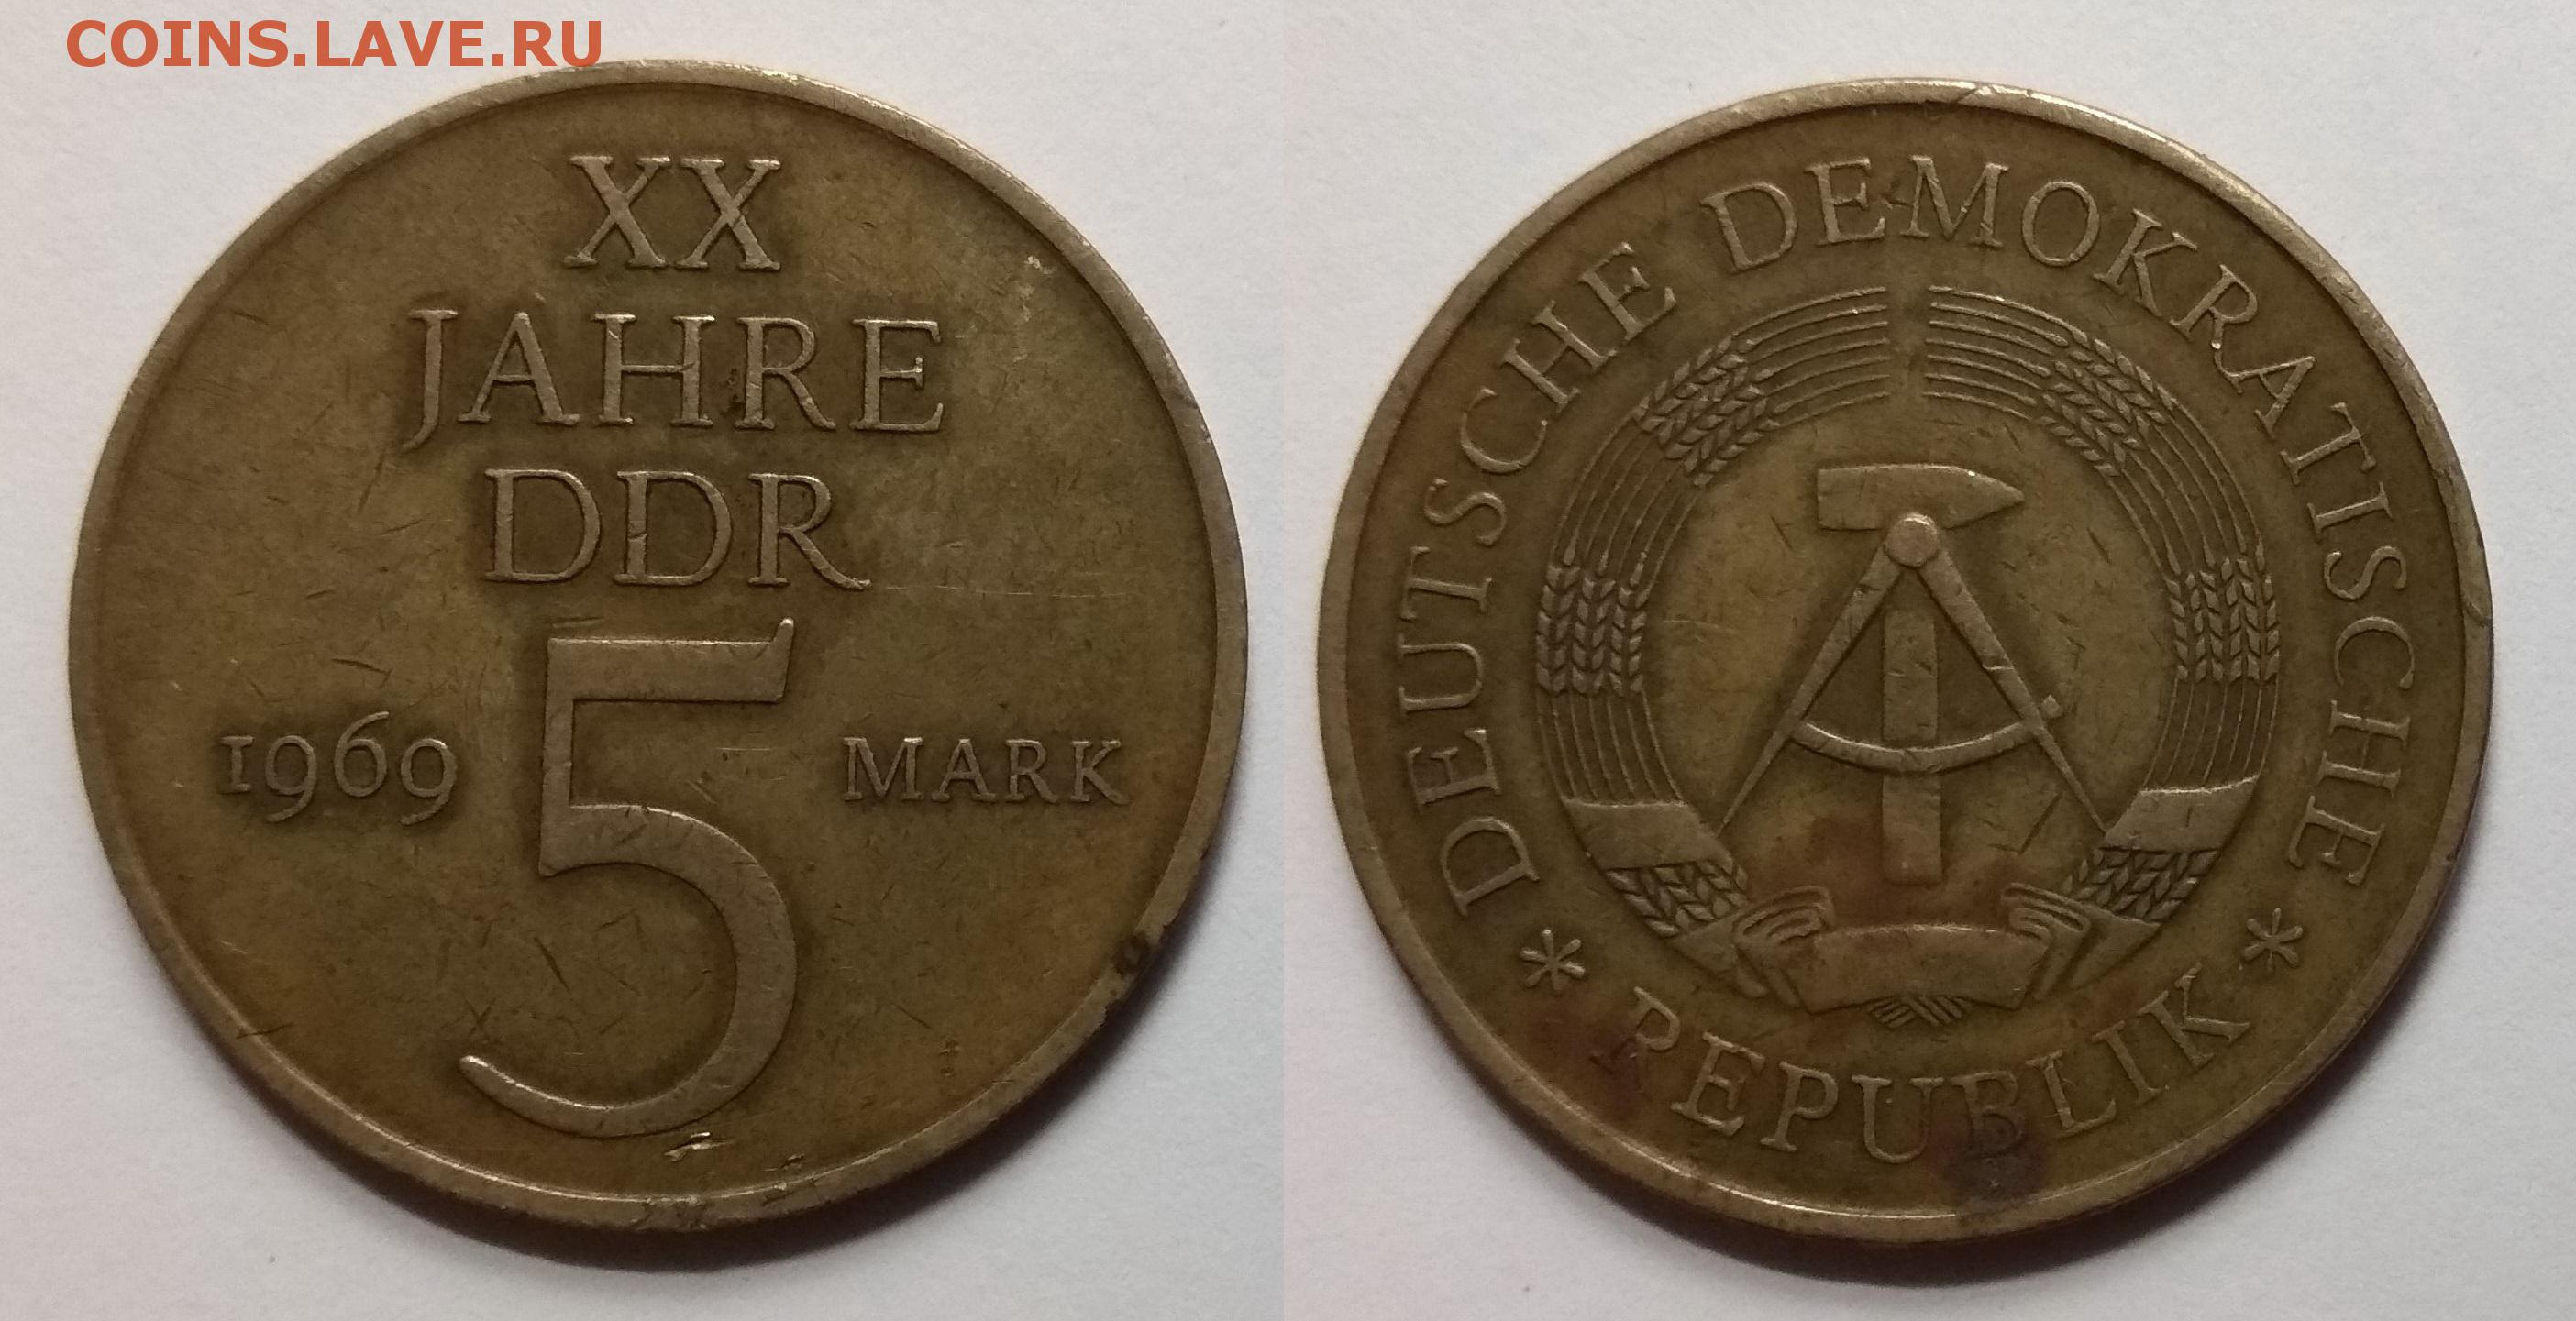 COINS.LAVE.RU
XX
JAHRE
DDR
1969 5 MARK
DEUTSCHE DEMOKRATISCHE
* REPUBLIK *